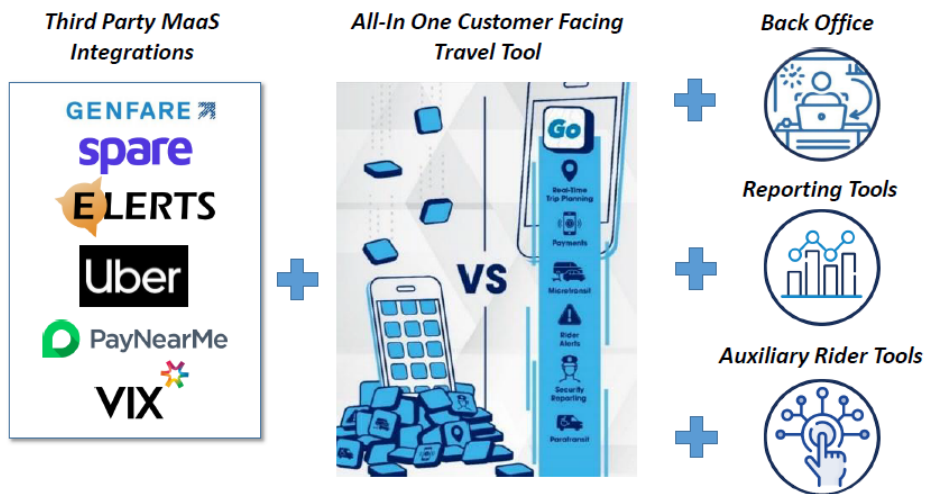 Third Party MaaS
Integrations
GENFARE
spare
ELERTS
Uber
PayNearMe
VIX
All-In One Customer Facing
Travel Tool
VS
Go
Real-Time
Trip Planning
Payments
Microtransit
Rider
Alerts
Security
Reporting
Paratransit
Back Office
Reporting Tools
Auxiliary Rider Tools